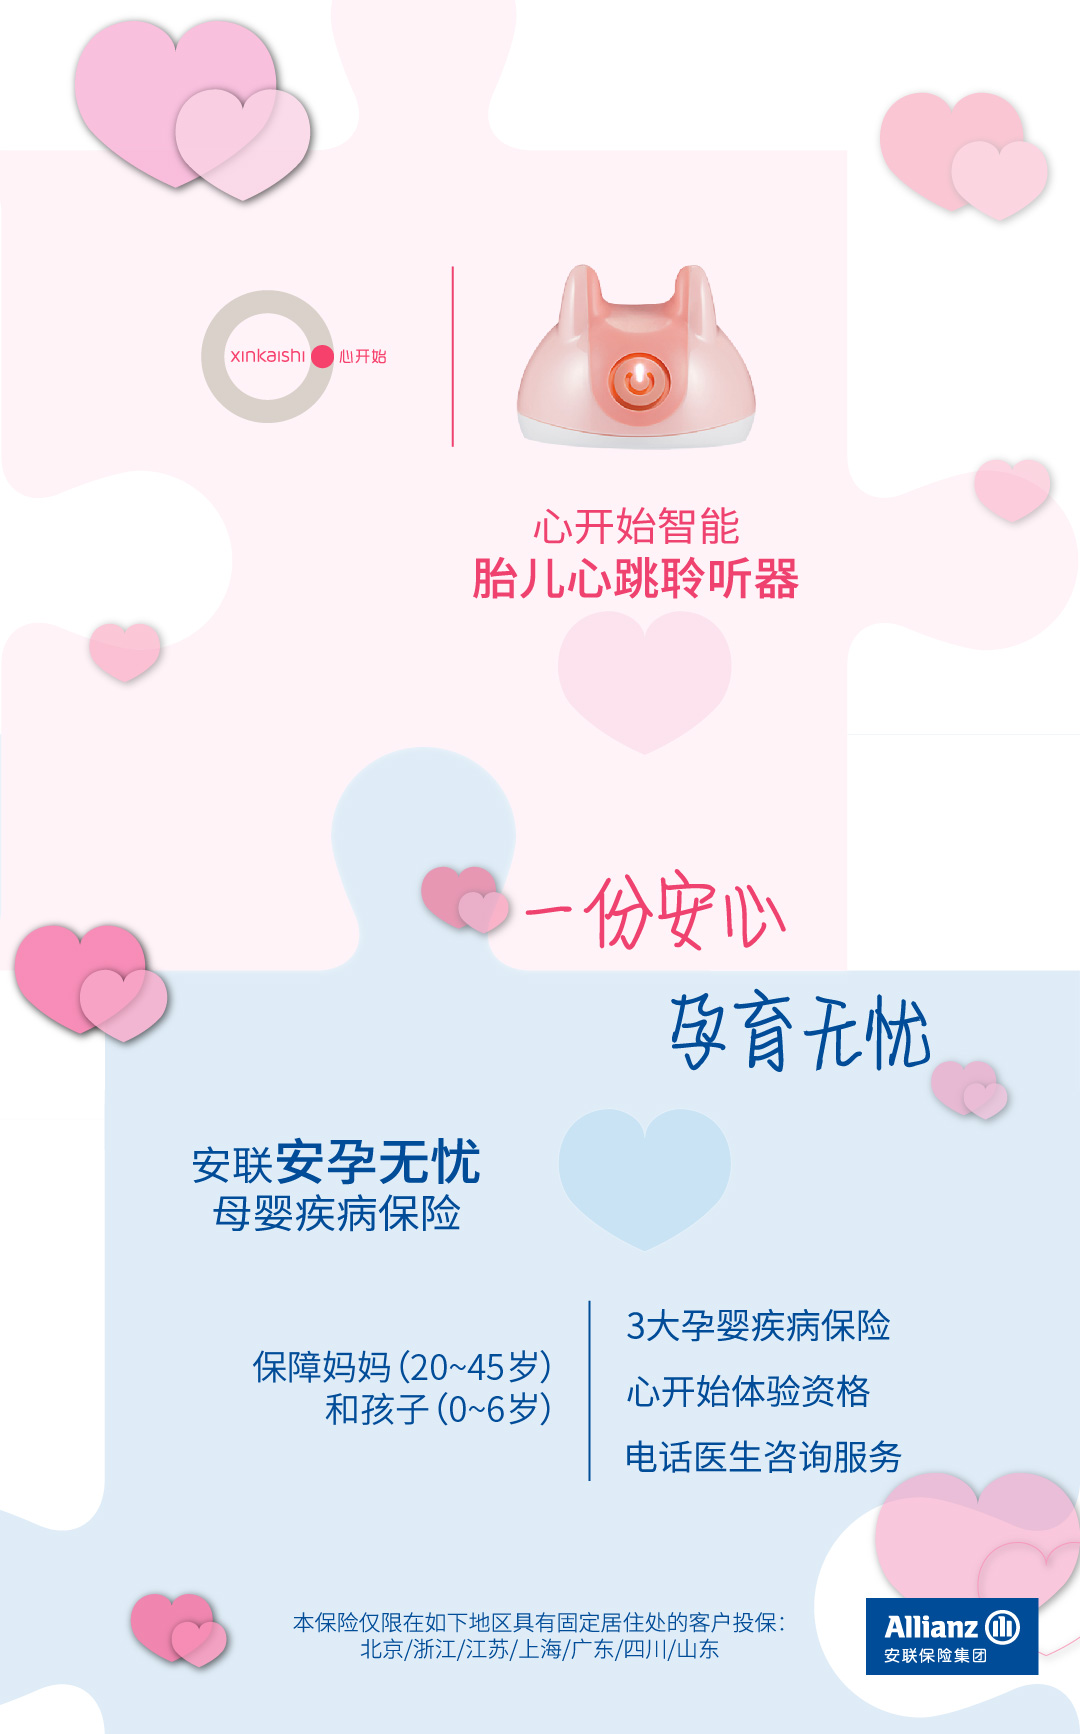 xınkaıshı 心开始
心开始智能
胎儿心跳聆听器
一份安心
孕育无忧
安联安孕无忧
母婴疾病保险
保障妈妈（20~45岁）
和孩子（0~6岁）
3大孕婴疾病保险
心开始体验资格
电话医生咨询服务
本保险仅限在如下地区具有固定居住处的客户投保：
北京/浙江/江苏/上海/广东/四川/山东
Allianz
安联保险集团